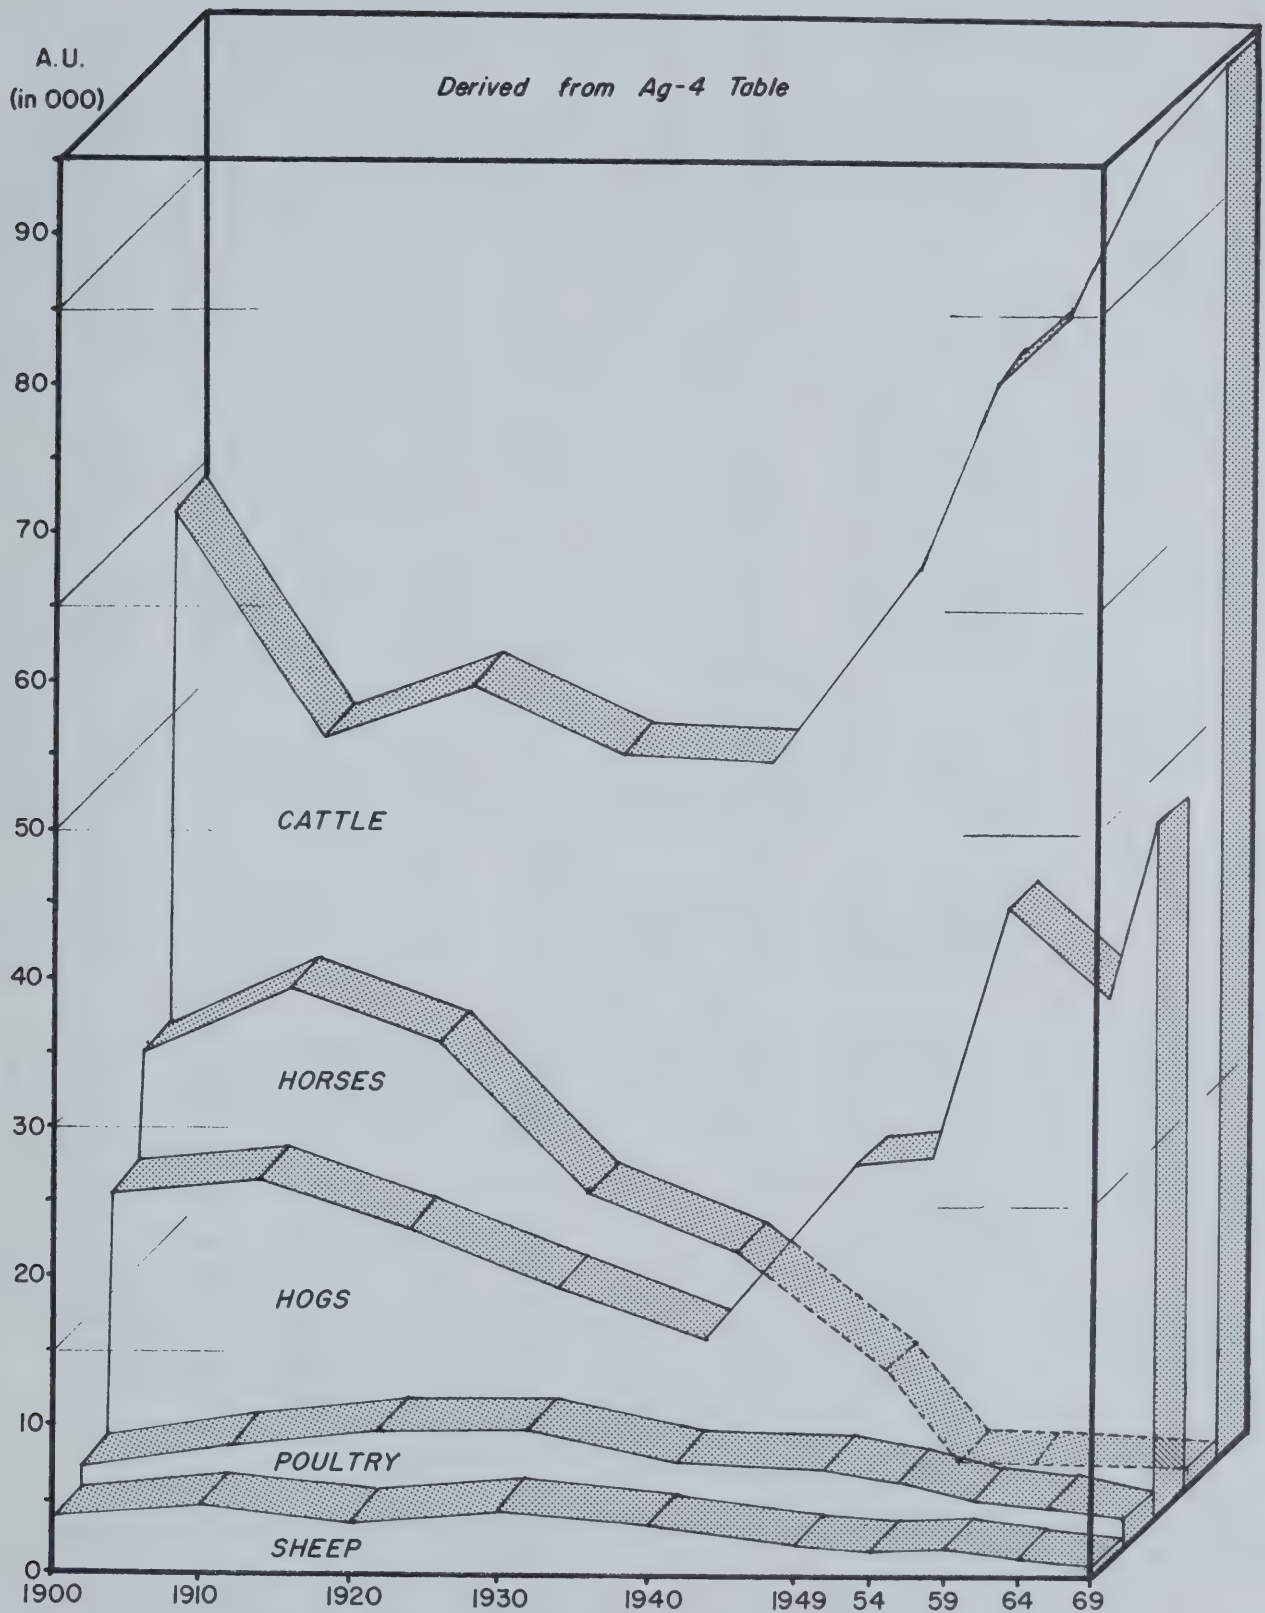 A.U.
(in 000)
Derived from Ag-4 Table
90
80
70
60
CATTLE
50
40
HORSES
30
20
HOGS
10
POULTRY
SHEEP
0
1900 1910 1920 1930 1940 1949 54 59 64 69